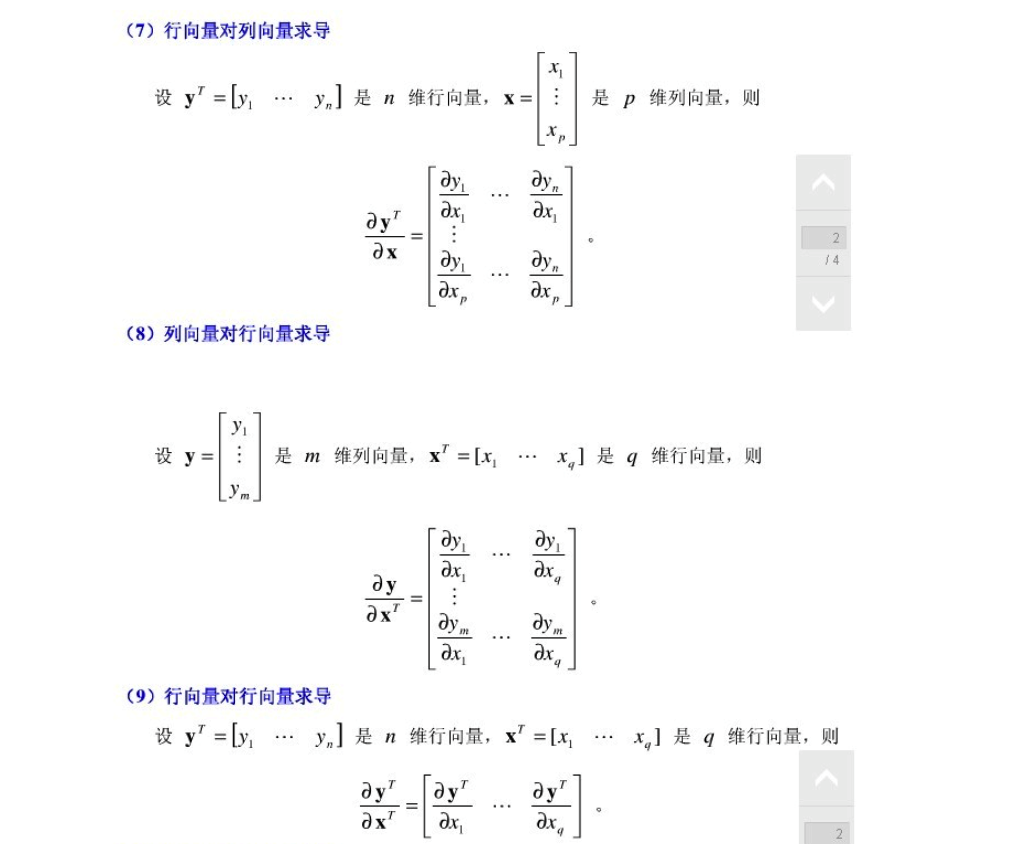 （7）行向量对列向量求导
设 y^T = [y_1 ⋯ y_n] 是 n 维行向量，x = [x_1 ⋮ x_p] 是 p 维列向量，则
∂y^T/∂x = [∂y_1/∂x_1 ⋯ ∂y_n/∂x_1 ⋮ ∂y_1/∂x_p ⋯ ∂y_n/∂x_p] 。
2
/ 4
（8）列向量对行向量求导
设 y = [y_1 ⋮ y_m] 是 m 维列向量，x^T = [x_1 ⋯ x_q] 是 q 维行向量，则
∂y/∂x^T = [∂y_1/∂x_1 ⋯ ∂y_1/∂x_q ⋮ ∂y_m/∂x_1 ⋯ ∂y_m/∂x_q] 。
（9）行向量对行向量求导
设 y^T = [y_1 ⋯ y_n] 是 n 维行向量，x^T = [x_1 ⋯ x_q] 是 q 维行向量，则
∂y^T/∂x^T = [∂y^T/∂x_1 ⋯ ∂y^T/∂x_q] 。
2